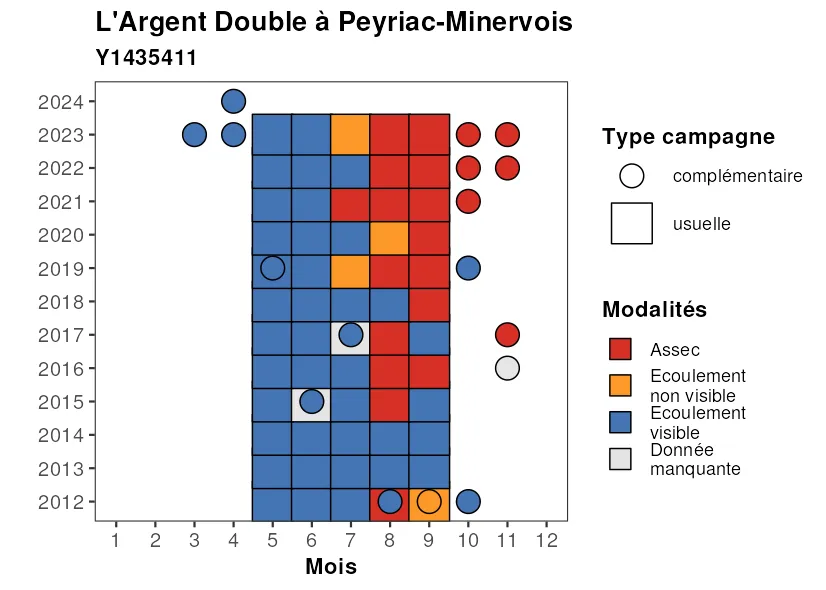 L'Argent Double à Peyriac-Minervois
Y1435411
2024
2023
2022
2021
2020
2019
2018
2017
2016
2015
2014
2013
2012
1 2 3 4 5 6 7 8 9 10 11 12
Mois
Type campagne
complémentaire
usuelle
Modalités
Assec
Ecoulement
non visible
Ecoulement
visible
Donnée
manquante